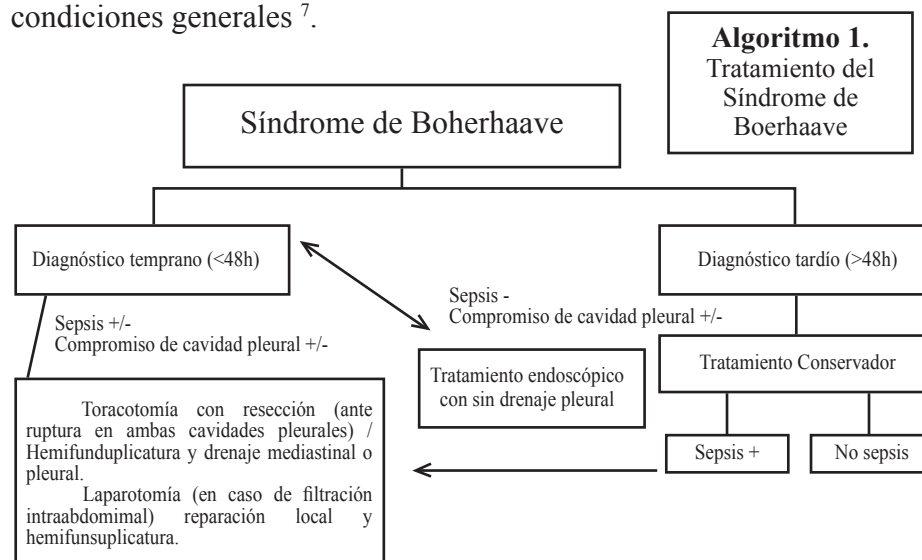 condiciones generales ⁷.
Algoritmo 1.
Tratamiento del
Síndrome de
Boerhaave
Síndrome de Boherhaave
Diagnóstico temprano (<48h)
Diagnóstico tardío (>48h)
Sepsis +/-
Compromiso de cavidad pleural +/-
Sepsis -
Compromiso de cavidad pleural +/-
Tratamiento endoscópico
con sin drenaje pleural
Tratamiento Conservador
Sepsis +
No sepsis
Toracotomía con resección (ante
ruptura en ambas cavidades pleurales) /
Hemifunduplicatura y drenaje mediastinal o
pleural.
Laparotomía (en caso de filtración
intraabdomimal) reparación local y
hemifunsuplicatura.